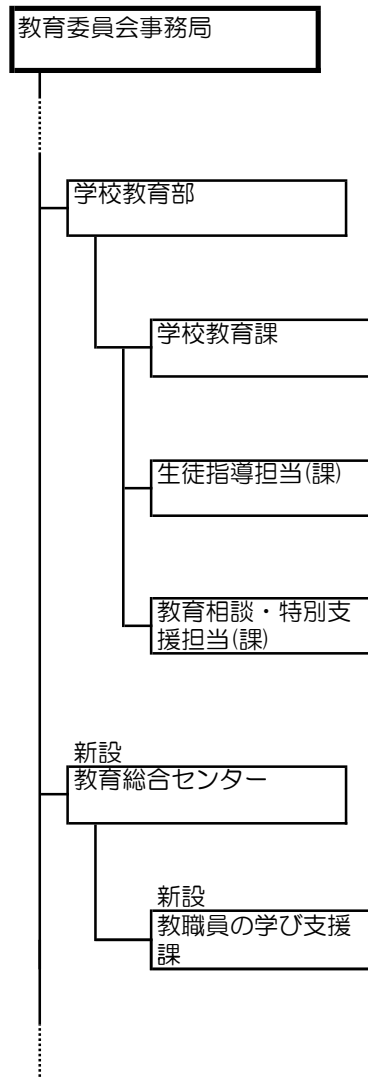 教育委員会事務局
学校教育部
学校教育課
生徒指導担当(課)
教育相談・特別支
援担当(課)
新設
教育総合センター
新設
教職員の学び支援
課